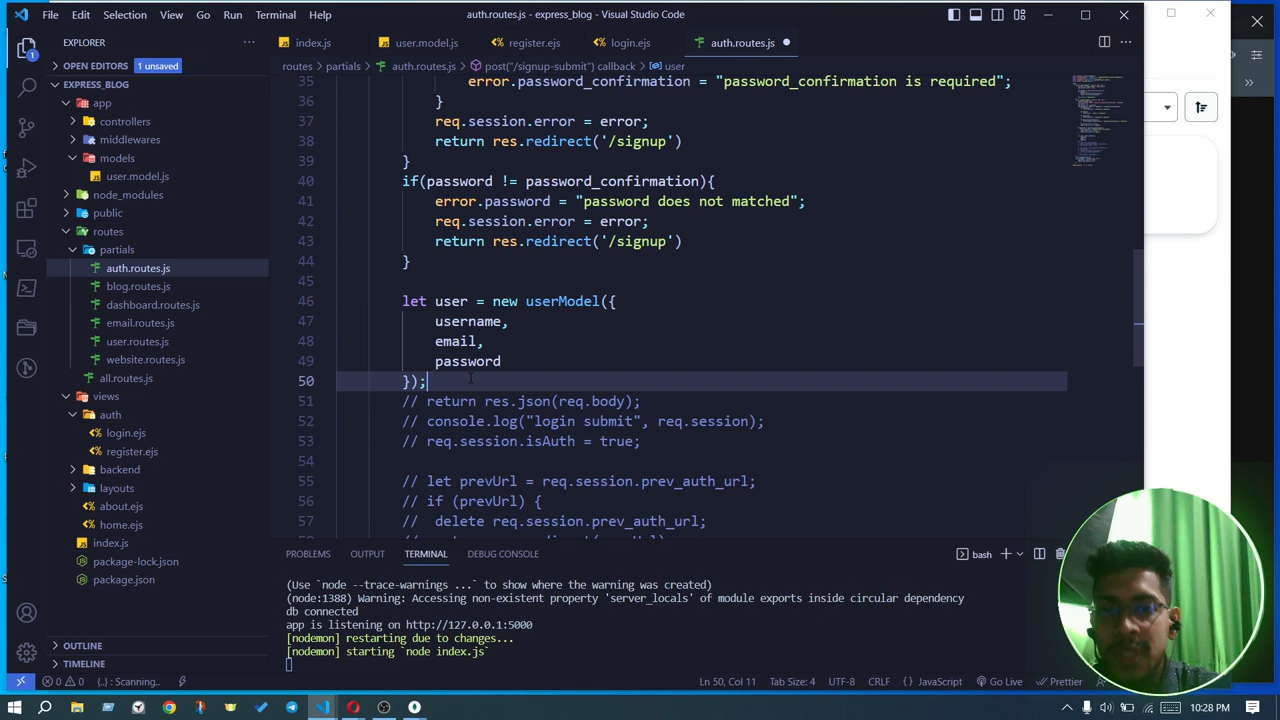 File Edit Selection View Go Run Terminal Help
auth.routes.js - express_blog - Visual Studio Code
EXPLORER
index.js
user.model.js
register.ejs
login.ejs
auth.routes.js
OPEN EDITORS 1 unsaved
routes > partials > auth.routes.js > post("/signup-submit") callback > user
EXPRESS_BLOG
app
controllers
middlewares
models
user.model.js
node_modules
public
routes
partials
auth.routes.js
blog.routes.js
dashboard.routes.js
email.routes.js
user.routes.js
website.routes.js
all.routes.js
views
auth
login.ejs
register.ejs
backend
layouts
about.ejs
home.ejs
index.js
package-lock.json
package.json
OUTLINE
TIMELINE
35 error.password_confirmation = "password_confirmation is required";
36 }
37 req.session.error = error;
38 return res.redirect('/signup')
39 }
40 if(password != password_confirmation){
41 error.password = "password does not matched";
42 req.session.error = error;
43 return res.redirect('/signup')
44 }
45
46 let user = new userModel({
47 username,
48 email,
49 password
50 });
51 // return res.json(req.body);
52 // console.log("login submit", req.session);
53 // req.session.isAuth = true;
54
55 // let prevUrl = req.session.prev_auth_url;
56 // if (prevUrl) {
57 // delete req.session.prev_auth_url;
PROBLEMS OUTPUT TERMINAL DEBUG CONSOLE
bash
(Use `node --trace-warnings ...` to show where the warning was created)
(node:1388) Warning: Accessing non-existent property 'server_locals' of module exports inside circular dependency
db connected
app is listening on http://127.0.0.1:5000
[nodemon] restarting due to changes...
[nodemon] starting `node index.js`
0 0 {..} : Scanning..
Ln 50, Col 11 Tab Size: 4 UTF-8 CRLF JavaScript Go Live Prettier
10:28 PM